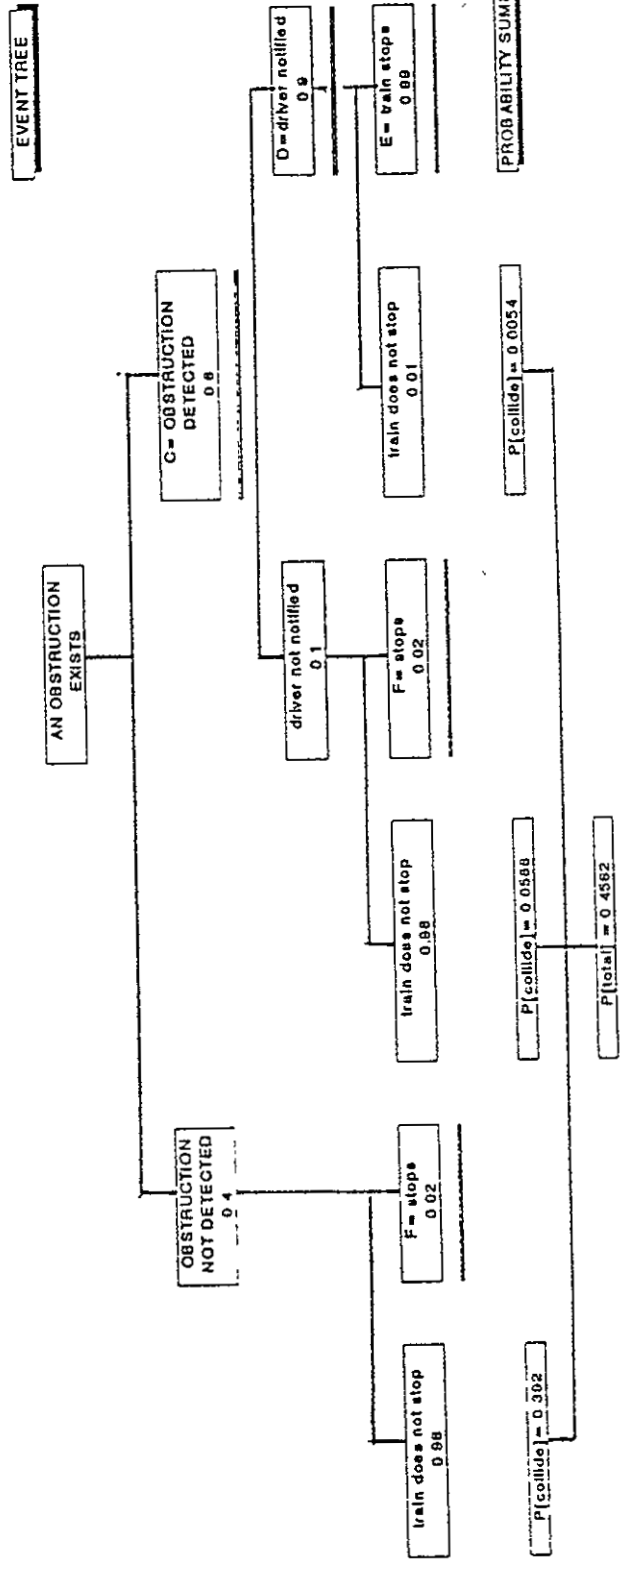 EVENT TREE
AN OBSTRUCTION
EXISTS
OBSTRUCTION
NOT DETECTED
0.4
C= OBSTRUCTION
DETECTED
0 6
driver not notified
0 1
D=driver notified
0 9
train does not stop
0 98
F= stops
0 02
train does not stop
0.98
F= stops
0 02
train does not stop
0 01
E= train stops
0 99
P[collide]= 0 392
P[collide]= 0 0588
P[collide]= 0 0054
PROBABILITY SUM
P[total] = 0 4562